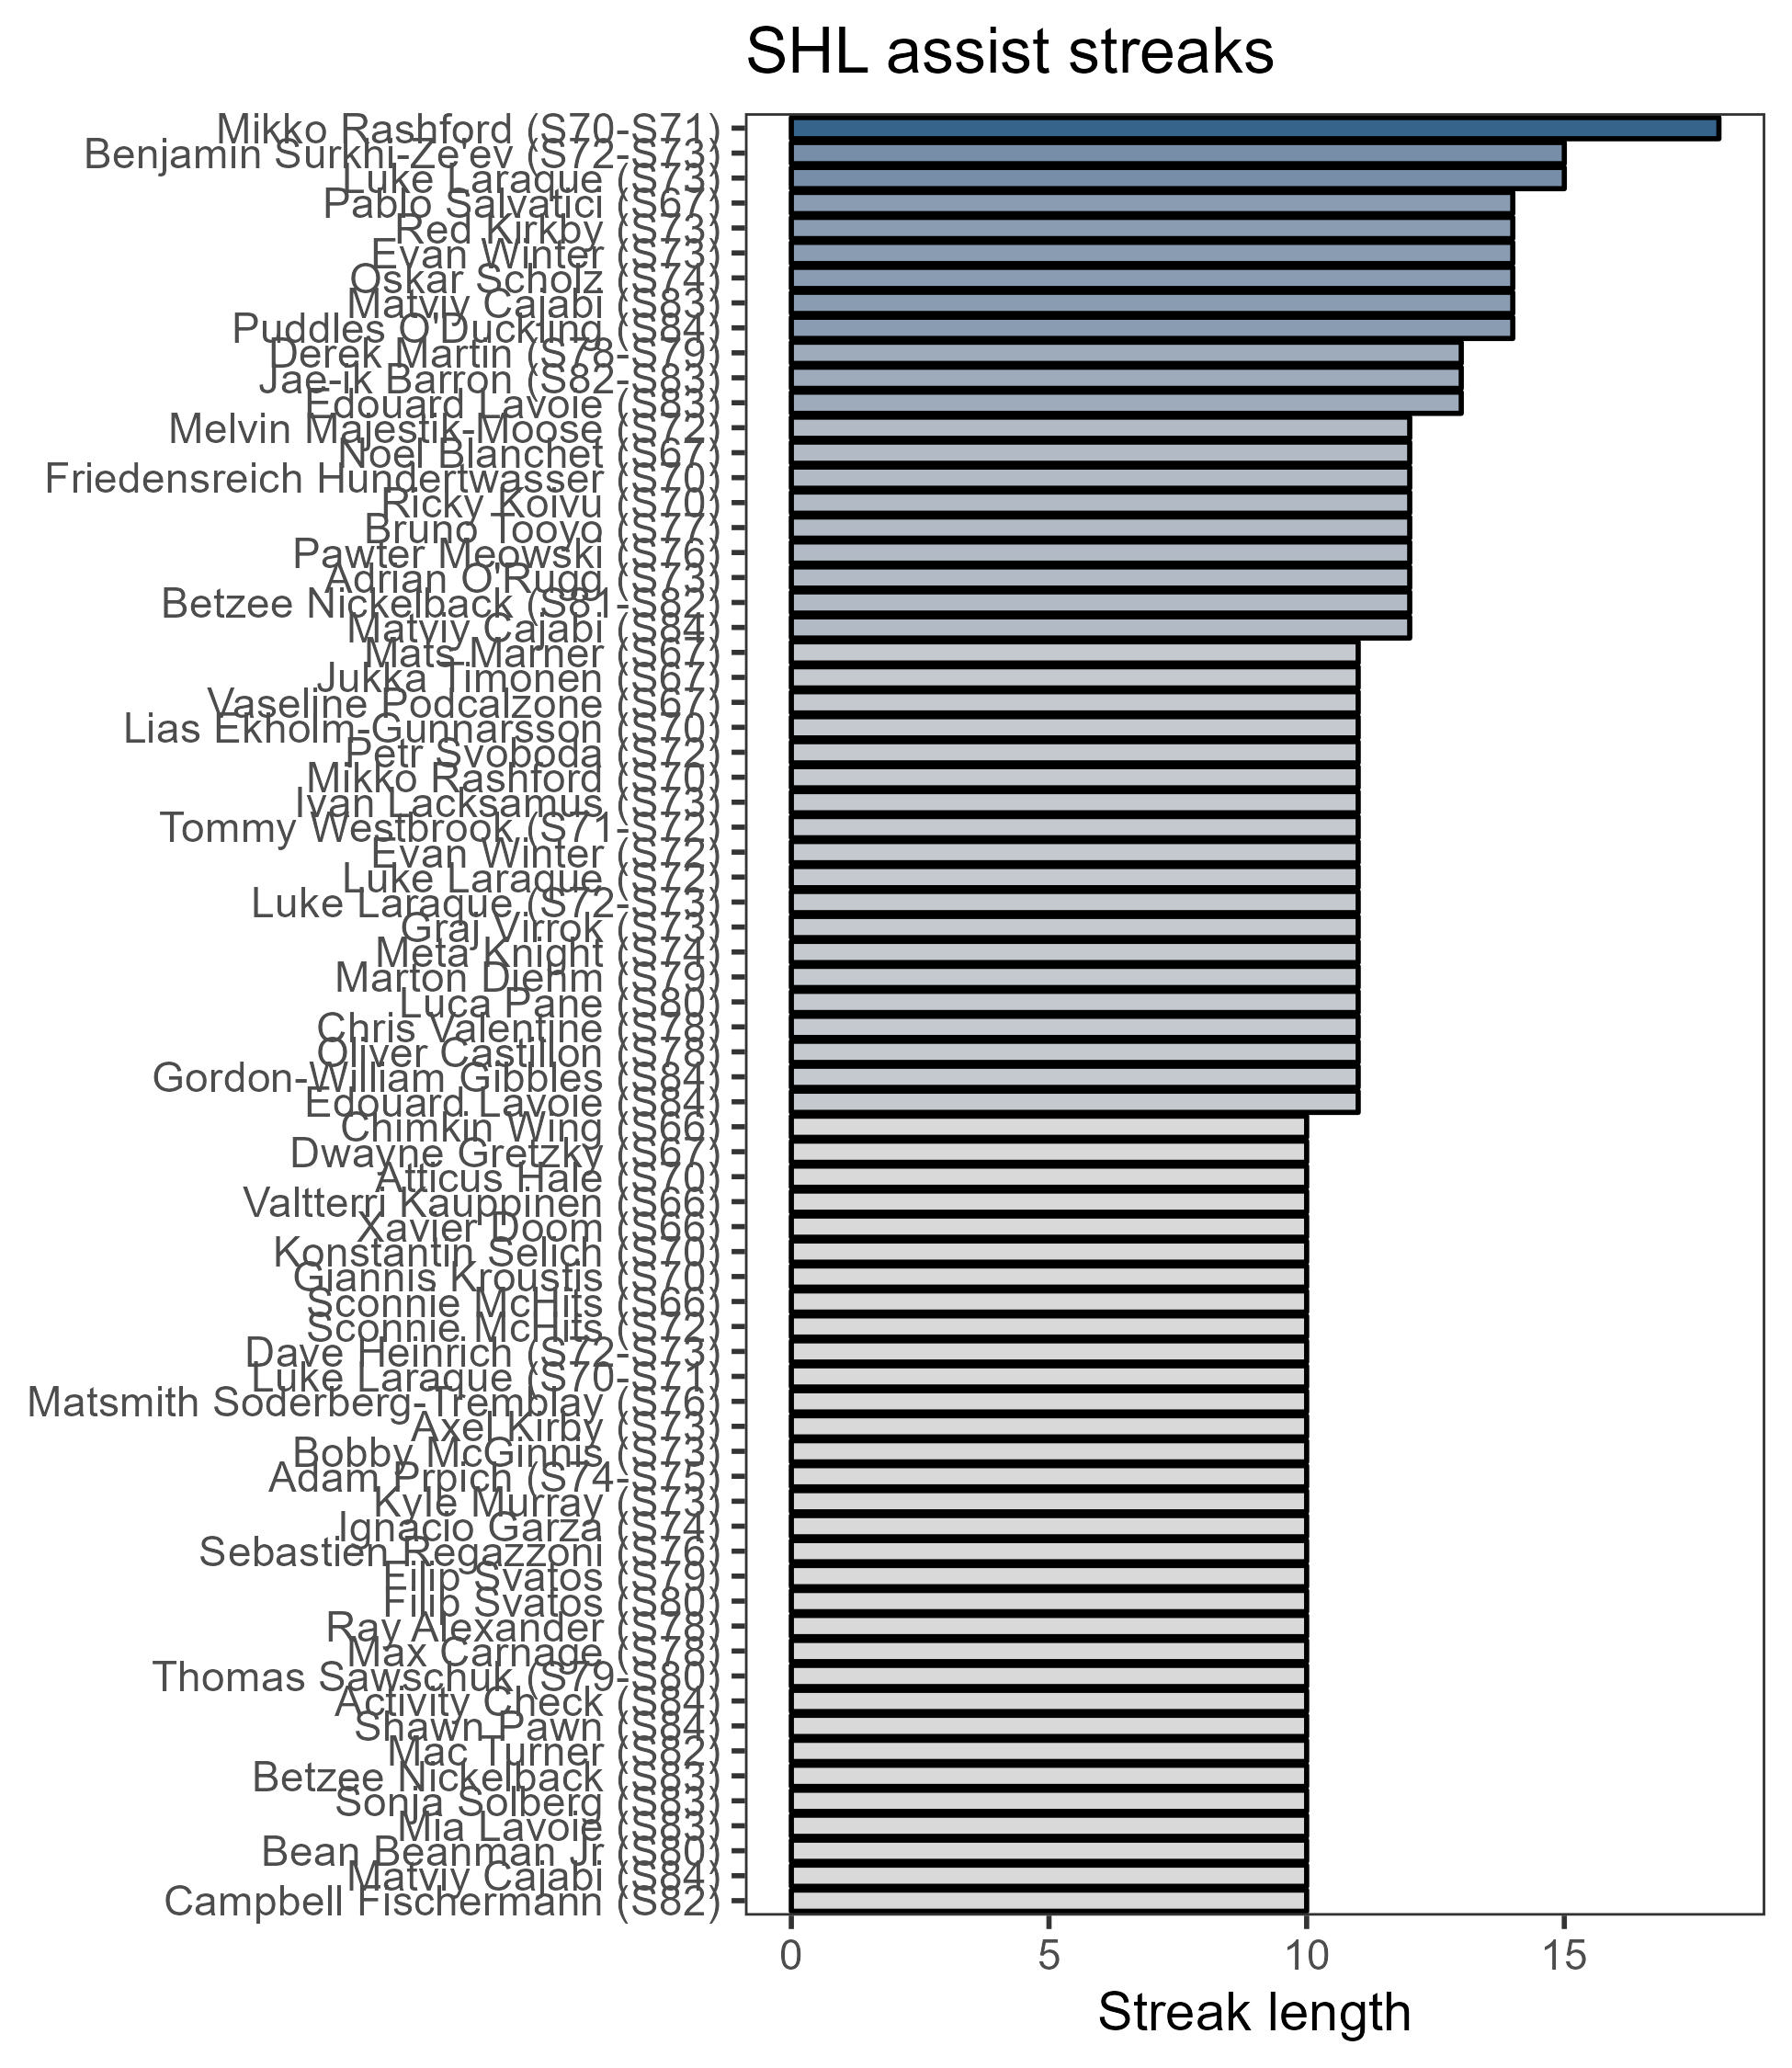 SHL assist streaks
Mikko Rashford (S70-S71)
Benjamin Surkhi-Ze'ev (S72-S73)
Luke Laraque (S73)
Pablo Salvatici (S67)
Red Kirkby (S73)
Evan Winter (S73)
Oskar Scholz (S74)
Matviy Cajabi (S83)
Puddles O'Duckling (S84)
Derek Martin (S78-S79)
Jae-ik Barron (S82-S83)
Edouard Lavoie (S83)
Melvin Majestik-Moose (S72)
Noel Blanchet (S67)
Friedensreich Hundertwasser (S70)
Ricky Koivu (S70)
Bruno Tooyo (S77)
Pawter Meowski (S76)
Adrian O'Rugg (S73)
Betzee Nickelback (S81-S82)
Matviy Cajabi (S84)
Mats Marner (S67)
Jukka Timonen (S67)
Vaseline Podcalzone (S67)
Lias Ekholm-Gunnarsson (S70)
Petr Svoboda (S72)
Mikko Rashford (S70)
Ivan Lacksamus (S73)
Tommy Westbrook (S71-S72)
Evan Winter (S72)
Luke Laraque (S72)
Luke Laraque (S72-S73)
Graj Virrok (S73)
Meta Knight (S74)
Marton Diehm (S79)
Luca Pane (S80)
Chris Valentine (S78)
Oliver Castillon (S78)
Gordon-William Gibbles (S84)
Edouard Lavoie (S84)
Chimkin Wing (S66)
Dwayne Gretzky (S67)
Atticus Hale (S70)
Valtterri Kauppinen (S66)
Xavier Doom (S66)
Konstantin Selich (S70)
Giannis Kroustis (S70)
Sconnie McHits (S66)
Sconnie McHits (S72)
Dave Heinrich (S72-S73)
Luke Laraque (S70-S71)
Matsmith Soderberg-Tremblay (S76)
Axel Kirby (S73)
Bobby McGinnis (S73)
Adam Prpich (S74-S75)
Kyle Murray (S73)
Ignacio Garza (S74)
Sebastien Regazzoni (S76)
Filip Svatos (S79)
Filip Svatos (S80)
Ray Alexander (S78)
Max Carnage (S78)
Thomas Sawschuk (S79-S80)
Activity Check (S84)
Shawn Pawn (S84)
Mac Turner (S82)
Betzee Nickelback (S83)
Sonja Solberg (S83)
Mia Lavoie (S83)
Bean Beanman Jr (S80)
Matviy Cajabi (S84)
Campbell Fischermann (S82)
0 5 10 15
Streak length